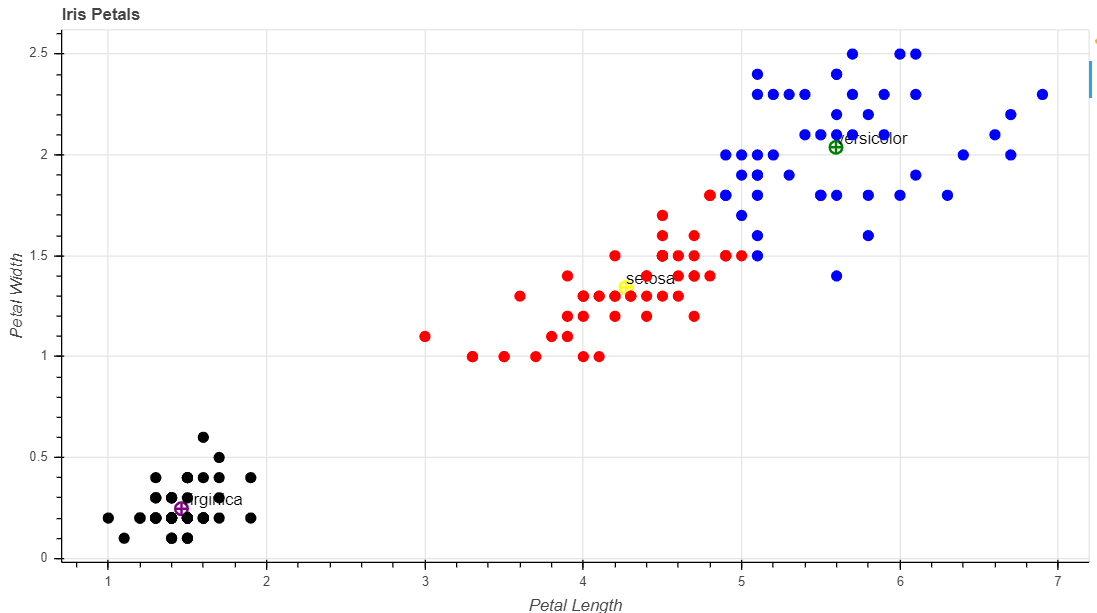 Iris Petals
2.5
2
1.5
1
0.5
0
Petal Width
versicolor
setosa
virginica
1 2 3 4 5 6 7
Petal Length